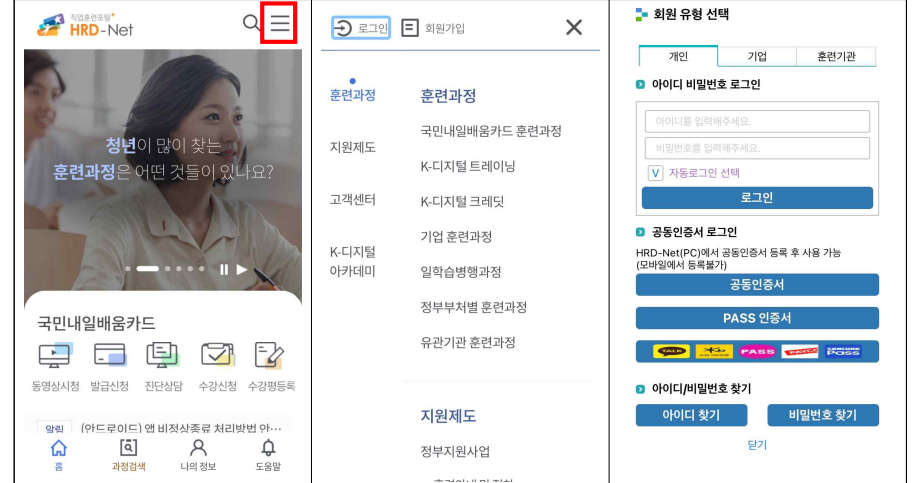 직업훈련포털
HRD-Net
청년이 많이 찾는
훈련과정은 어떤 것들이 있나요?
국민내일배움카드
동영상시청 발급신청 진단상담 수강신청 수강평등록
알림 (안드로이드) 앱 비정상종료 처리방법 안…
홈 과정검색 나의 정보 도움말
로그인 회원가입
훈련과정
지원제도
고객센터
K-디지털
아카데미
훈련과정
국민내일배움카드 훈련과정
K-디지털 트레이닝
K-디지털 크레딧
기업 훈련과정
일학습병행과정
정부부처별 훈련과정
유관기관 훈련과정
지원제도
정부지원사업
회원 유형 선택
개인 기업 훈련기관
아이디 비밀번호 로그인
아이디를 입력해주세요.
비밀번호를 입력해주세요.
V 자동로그인 선택
로그인
공동인증서 로그인
HRD-Net(PC)에서 공동인증서 등록 후 사용 가능
(모바일에서 등록불가)
공동인증서
PASS 인증서
TALK PASS PAYCO SAMSUNG Pass
아이디/비밀번호 찾기
아이디 찾기 비밀번호 찾기
닫기